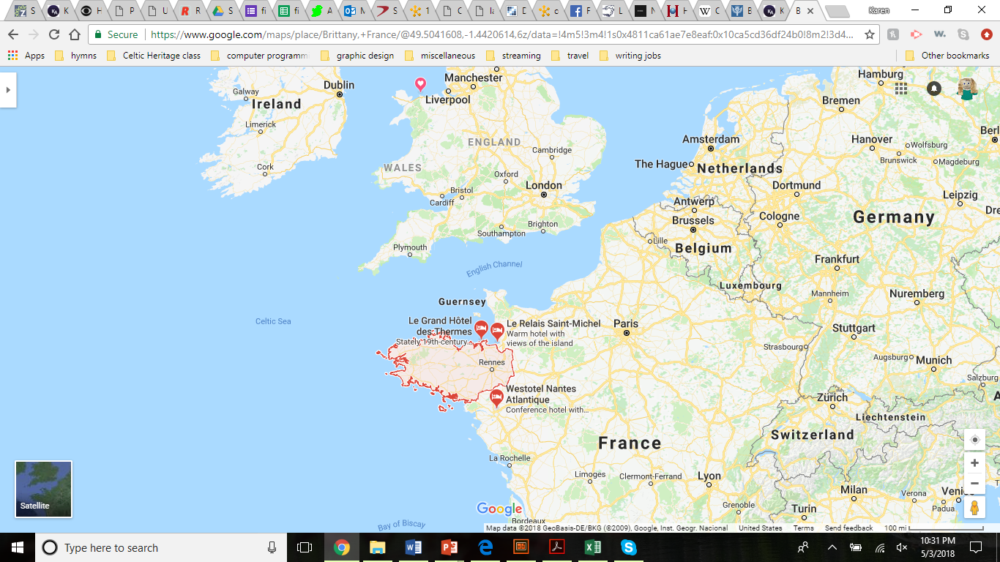 S
K
H
P
U
R
S
fi
fi
A
M
S
1
C
la
D
c
F
L
N
H
C
B
K
B
Karen
Secure
https://www.google.com/maps/place/Brittany,+France/@49.5041608,-1.4420614,6z/data=!4m5!3m4!1s0x4811ca61ae7e8eaf:0x10ca5cd36df24b0!8m2!3d4...
Apps
hymns
Celtic Heritage class
computer programm
graphic design
miscellaneous
streaming
travel
writing jobs
Other bookmarks
Manchester
Hamburg
Dublin
Galway
Liverpool
Bremen
Ireland
Limerick
Berl
ENGLAND
Amsterdam
Hanover
Wolfsburg
Cambridge
Brunswick
Magdeburg
Cork
WALES
The Hague
Netherlands
Oxford
London
Dortmund
Bristol
Cardiff
Antwerp
Leipzig
Brussels
Cologne
Germany
Dre
Brighton
Southampton
Lille
Plymouth
Belgium
Frankfurt
English Channel
Luxembourg
Mannheim
Nuremberg
Guernsey
Celtic Sea
Le Grand Hôtel
des Thermes
Stately, 19th-century...
Le Relais Saint-Michel
Warm hotel with
views of the island
Paris
Stuttgart
Strasbourg
Rennes
Augsburg
Munich
Salzburg
Westotel Nantes
Atlantique
Conference hotel with...
Zürich
A
Liechtenstein
Switzerland
France
La Rochelle
Limoges
Clermont-Ferrand
Lyon
Milan
Verona
Venic
Padua
Grenoble
Turin
Satellite
Google
Bordeaux
Bay of Biscay
Map data ©2018 GeoBasis-DE/BKG (©2009), Google, Inst. Geogr. Nacional
United States
Terms
Send feedback
100 mi
Type here to search
10:31 PM
5/3/2018